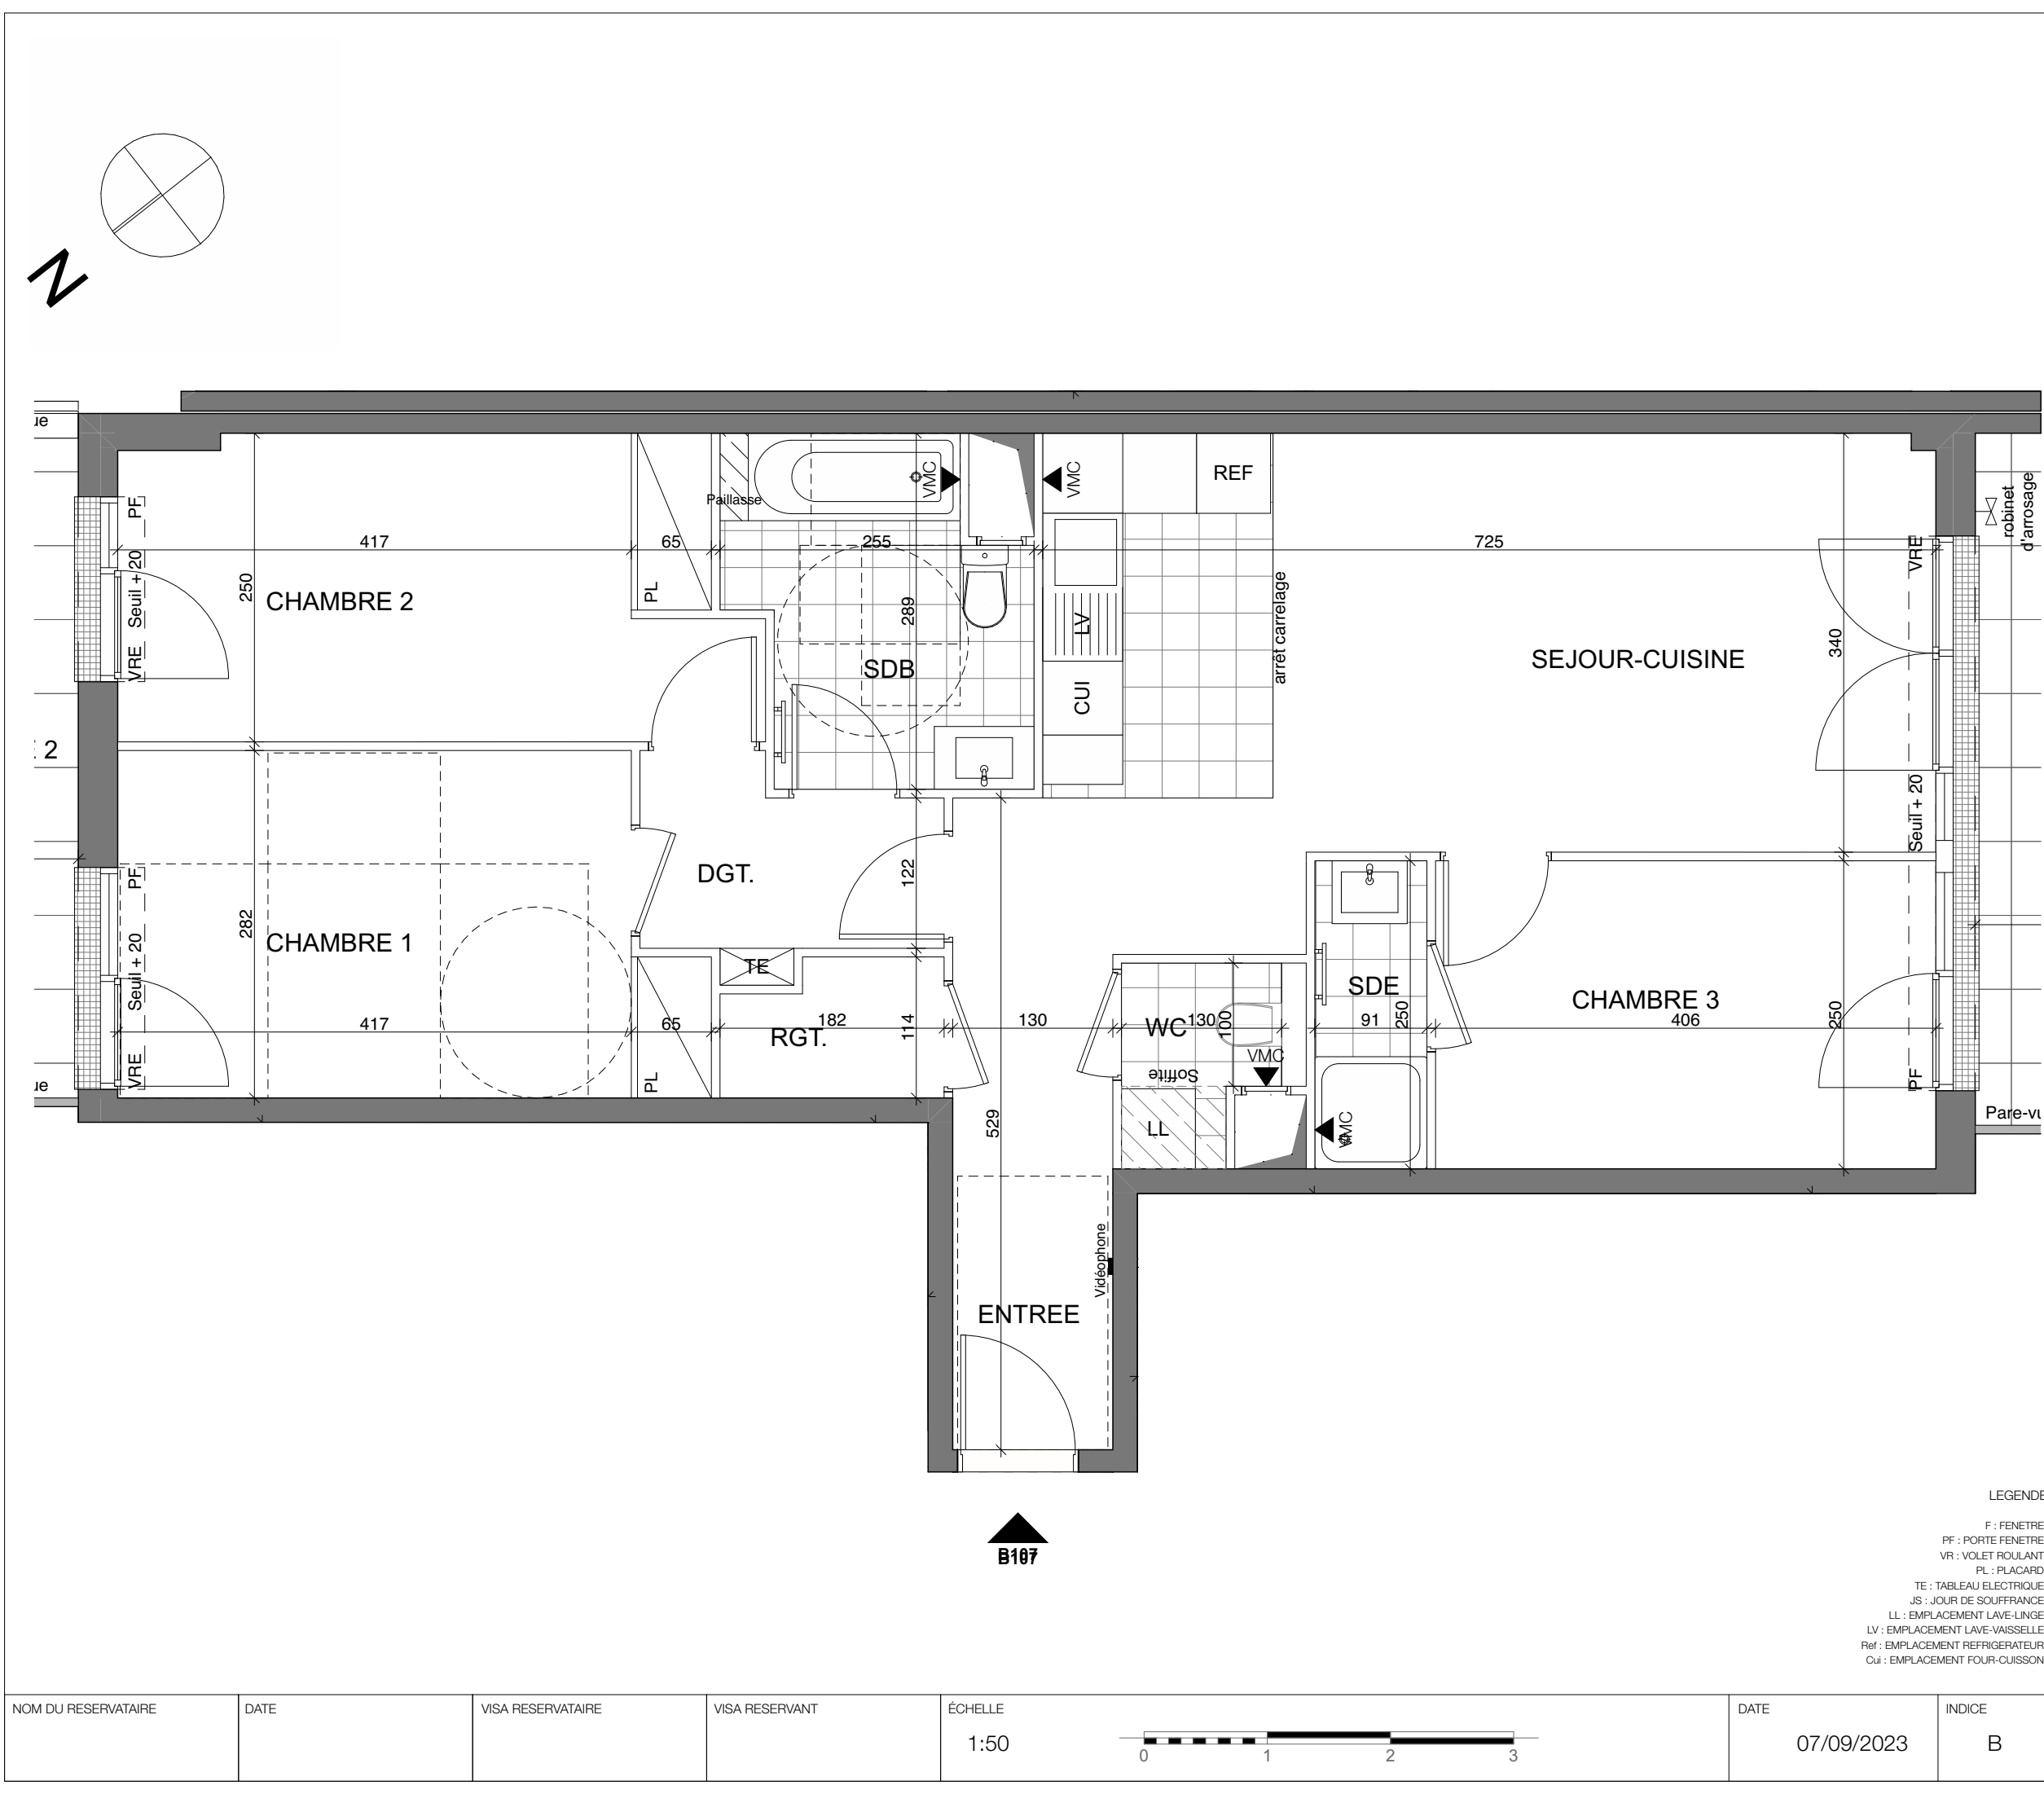 N
ue
PF
VRE Seuil +20
417
250
CHAMBRE 2
65
PL
Paillasse
255
VMC
289
SDB
VMC
REF
LV
CUI
arrêt carrelage
725
SEJOUR-CUISINE
340
VRE
Seuil + 20
robinet
d'arrosage
2
PF
VRE Seuil + 20
282
CHAMBRE 1
417
65
PL
DGT.
122
TE
RGT.
182
114
130
WC
130
100
VMC
Soffite
LL
SDE
91
250
VMC
CHAMBRE 3
406
250
PF
ue
Pare-vu
529
Vidéophone
ENTREE
B107
LEGENDE
F : FENETRE
PF : PORTE FENETRE
VR : VOLET ROULANT
PL : PLACARD
TE : TABLEAU ELECTRIQUE
JS : JOUR DE SOUFFRANCE
LL : EMPLACEMENT LAVE-LINGE
LV : EMPLACEMENT LAVE-VAISSELLE
Ref : EMPLACEMENT REFRIGERATEUR
Cui : EMPLACEMENT FOUR-CUISSON
NOM DU RESERVATAIRE
DATE
VISA RESERVATAIRE
VISA RESERVANT
ÉCHELLE
1:50
0 1 2 3
DATE
07/09/2023
INDICE
B